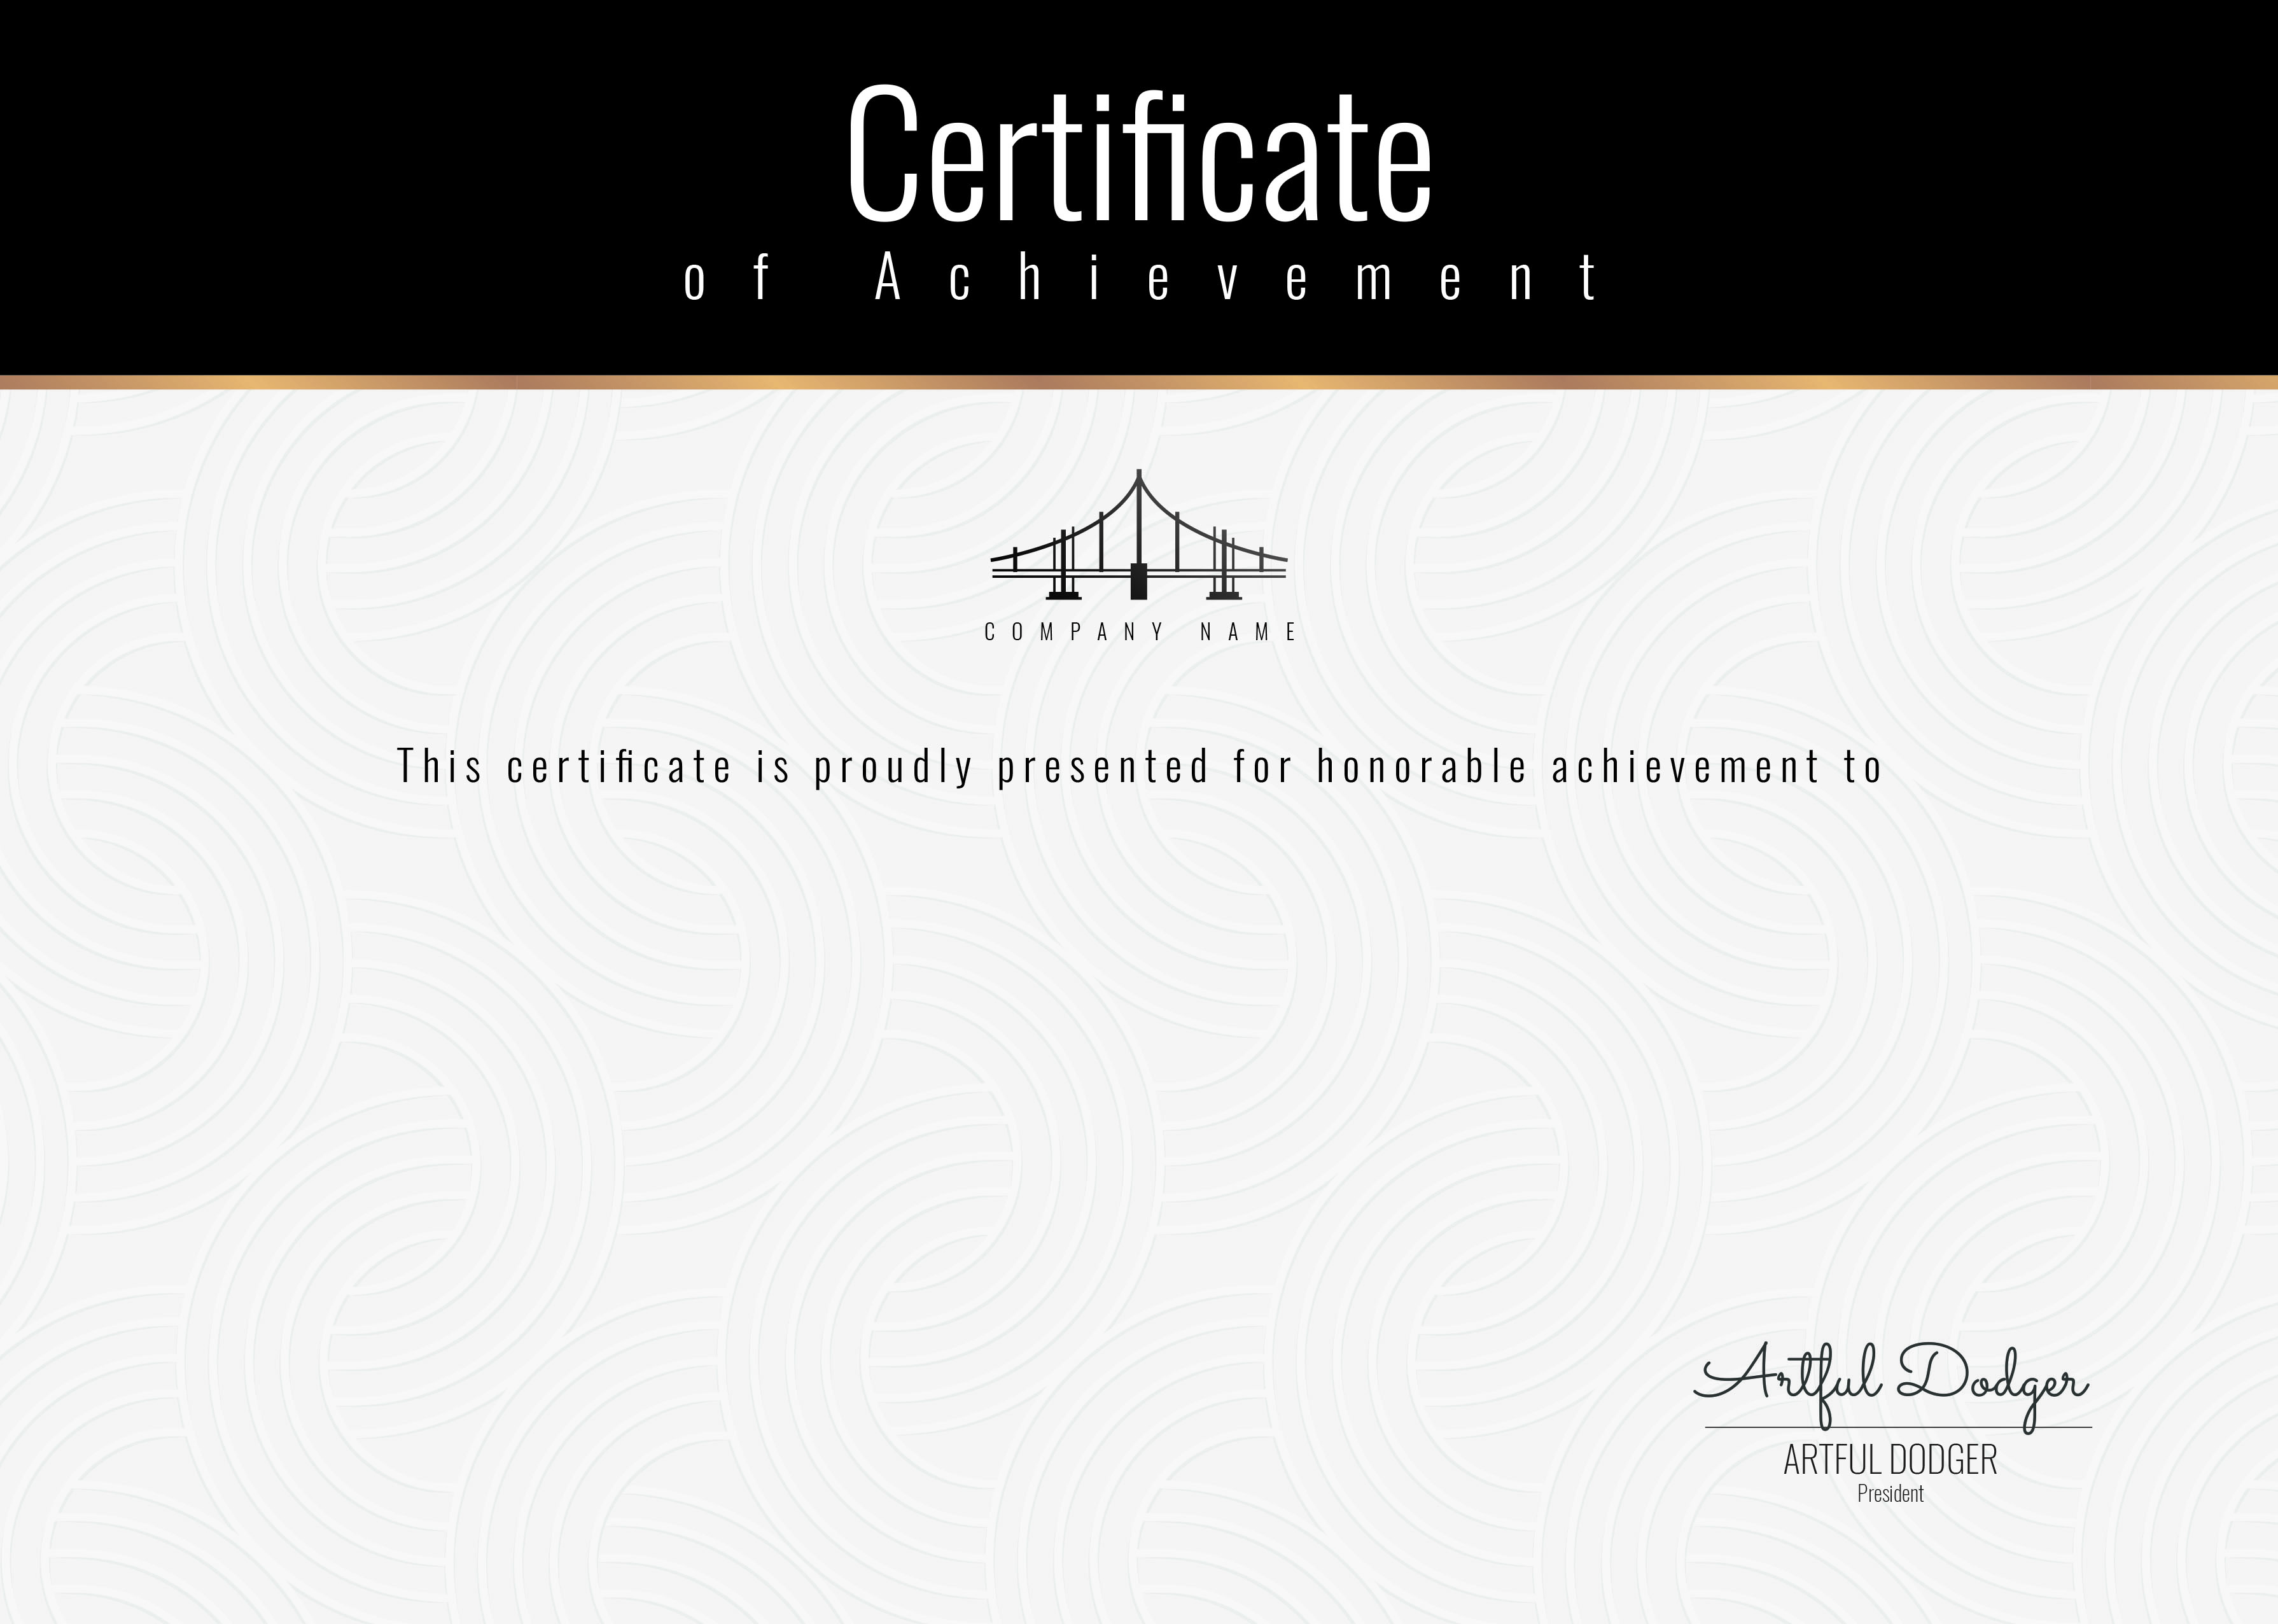 Certificate
of Achievement
COMPANY NAME
This certificate is proudly presented for honorable achievement to
Artful Dodger
ARTFUL DODGER
President